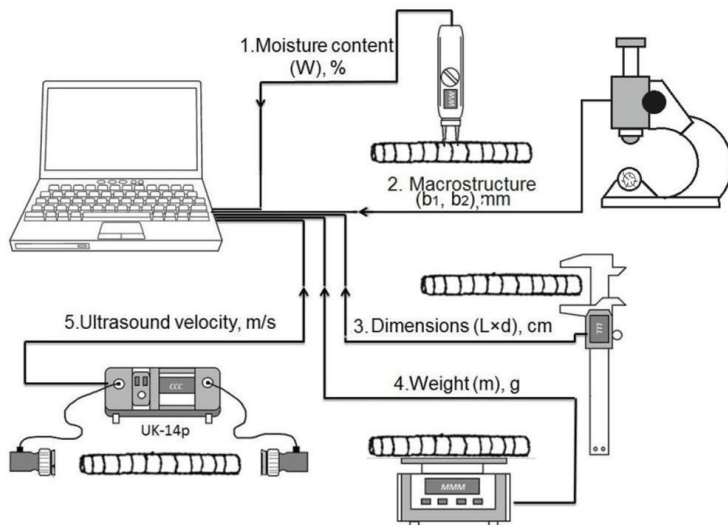 1.Moisture content
(W), %
2. Macrostructure
(b₁, b₂),mm
5.Ultrasound velocity, m/s
3.Dimensions (L×d), cm
777
4.Weight (m), g
CCC
UK-14p
MMM